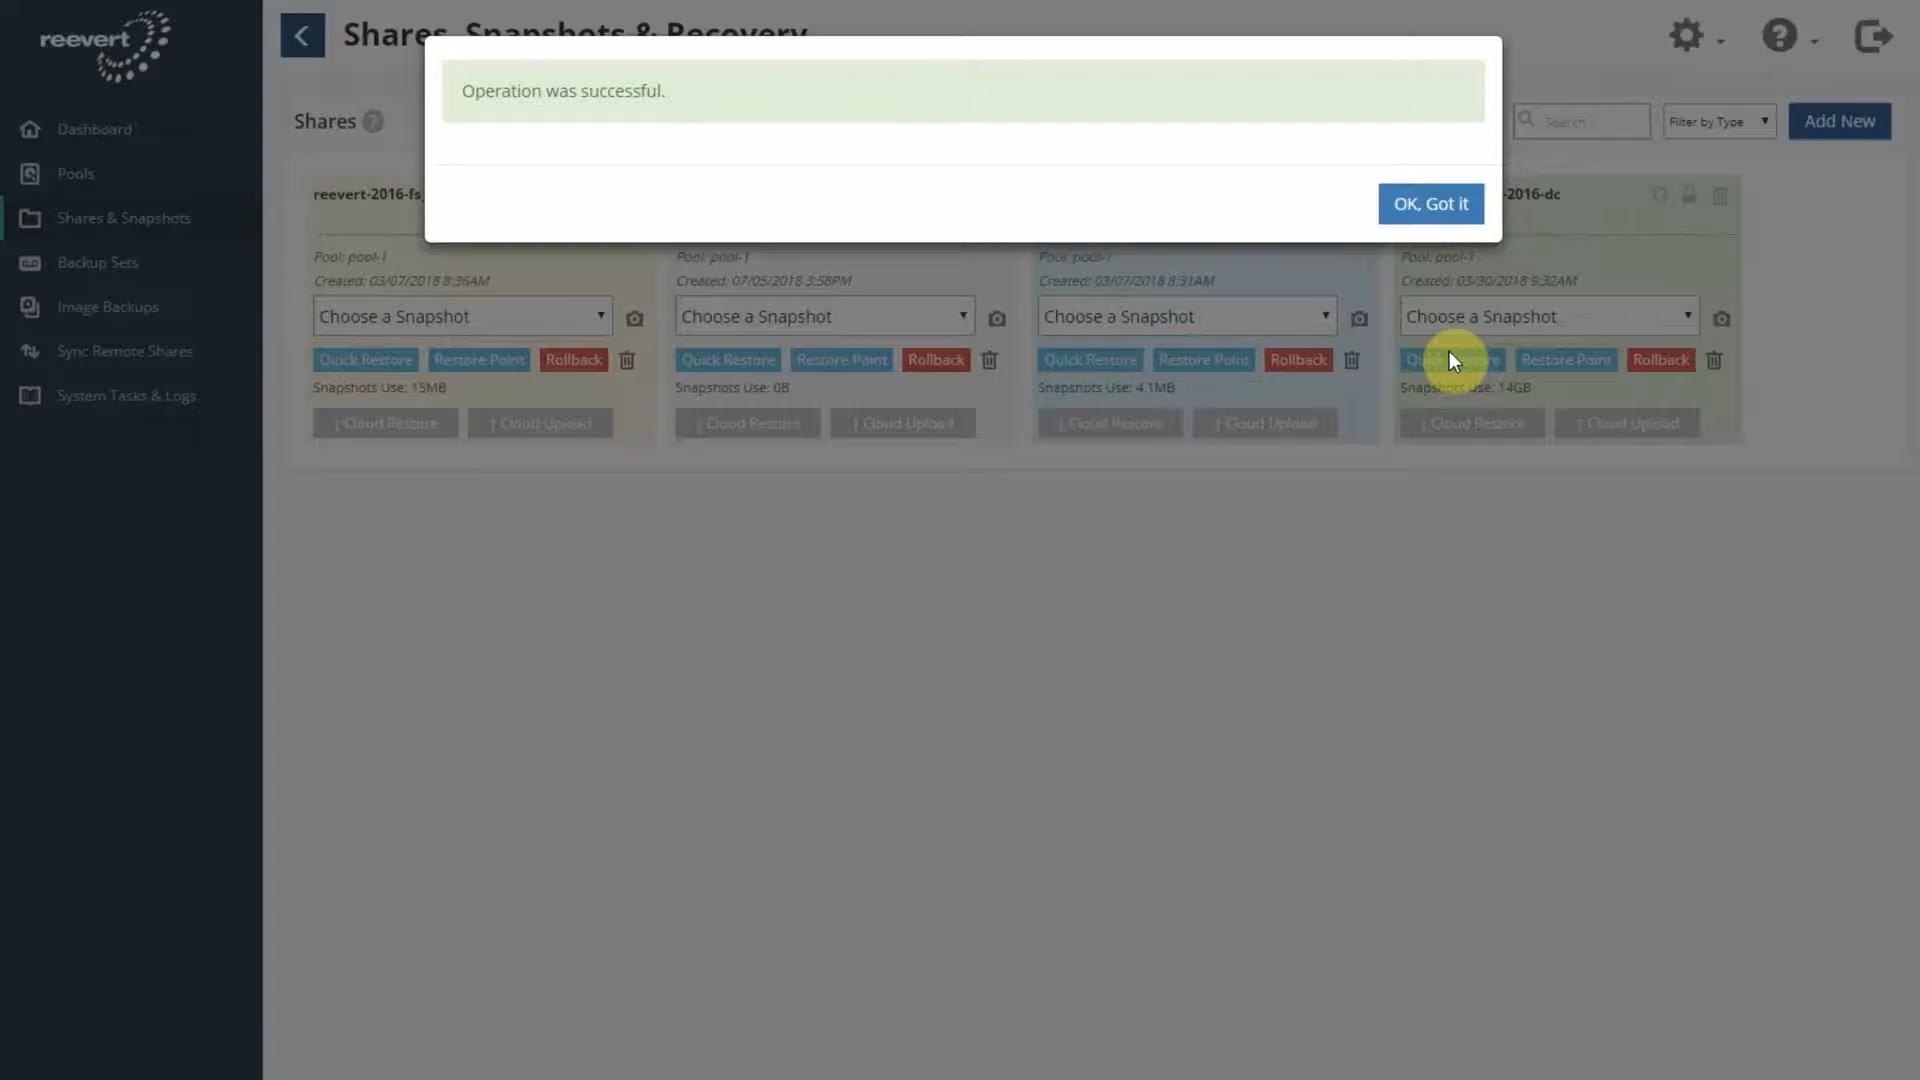 reevert
Dashboard
Pools
Shares & Snapshots
Backup Sets
Image Backups
Sync Remote Shares
System Tasks & Logs
Shares, Snapshots & Recovery
Operation was successful.
OK, Got it
Shares ?
Search
Filter by Type
Add New
reevert-2016-fs
Pool: pool-1
Created: 03/07/2018 8:36AM
Choose a Snapshot
Quick Restore Restore Point Rollback
Snapshots Use: 15MB
Cloud Restore Cloud Upload
Pool: pool-1
Created: 07/05/2018 3:58PM
Choose a Snapshot
Quick Restore Restore Point Rollback
Snapshots Use: 0B
Cloud Restore Cloud Upload
Pool: pool-1
Created: 03/07/2018 8:31AM
Choose a Snapshot
Quick Restore Restore Point Rollback
Snapshots Use: 4.1MB
Cloud Restore Cloud Upload
-2016-dc
Pool: pool-1
Created: 03/30/2018 9:32AM
Choose a Snapshot
Quick Restore Restore Point Rollback
Snapshots Use: 14GB
Cloud Restore Cloud Upload